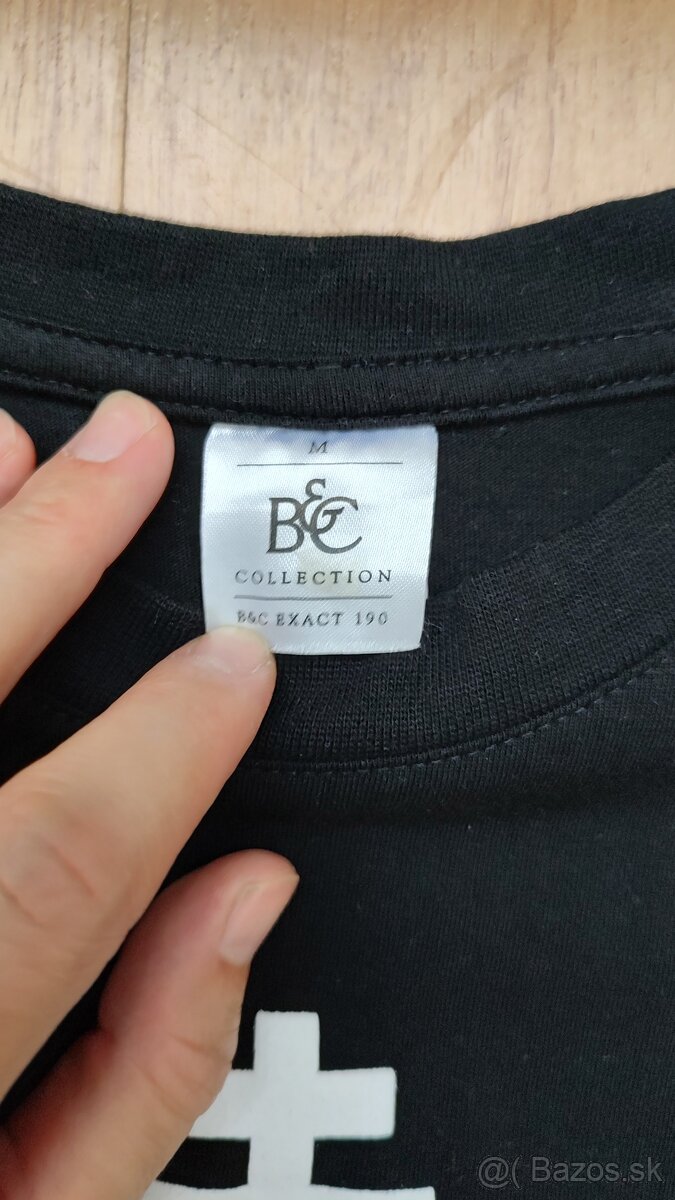 M
B&C
COLLECTION
B&C EXACT 190
@( Bazos.sk